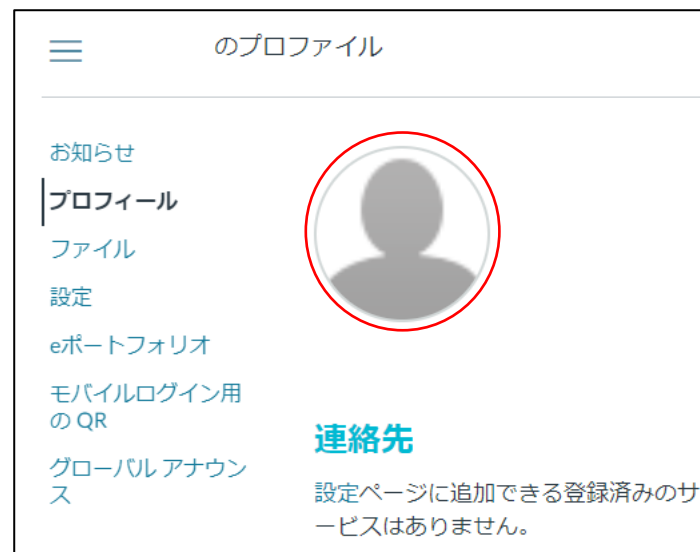 のプロファイル
お知らせ
プロフィール
ファイル
設定
eポートフォリオ
モバイルログイン用
の QR
グローバル アナウン
ス
連絡先
設定ページに追加できる登録済みのサ
ービスはありません。